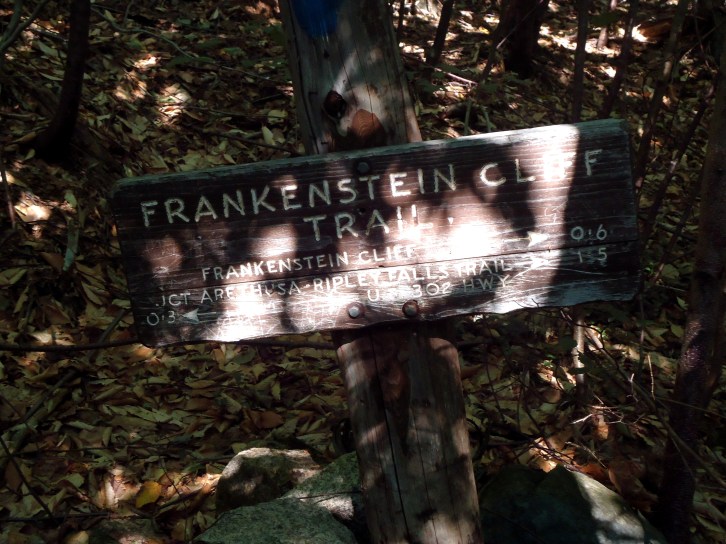 FRANKENSTEIN CLIFF
TRAIL
FRANKENSTEIN CLIFF 0.6
JCT ARETHUSA-RIPLEY FALLS TRAIL 1.5
0.3 U.S. 302 HWY